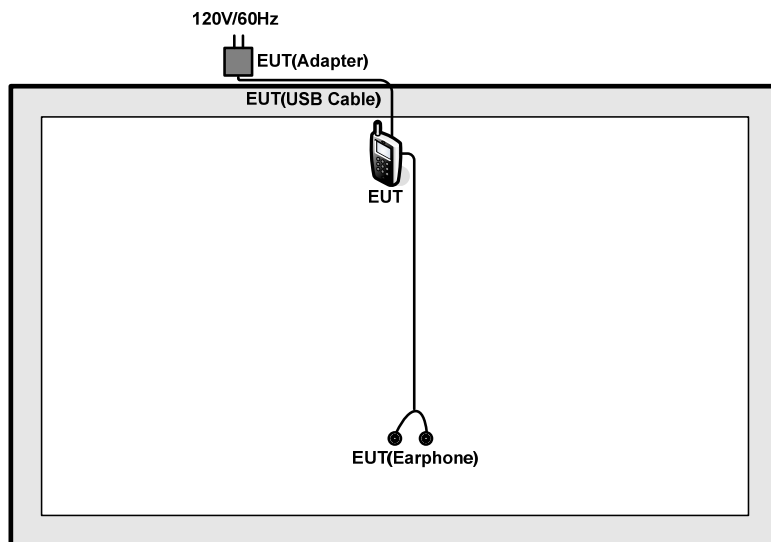 120V/60Hz
EUT(Adapter)
EUT(USB Cable)
EUT
EUT(Earphone)